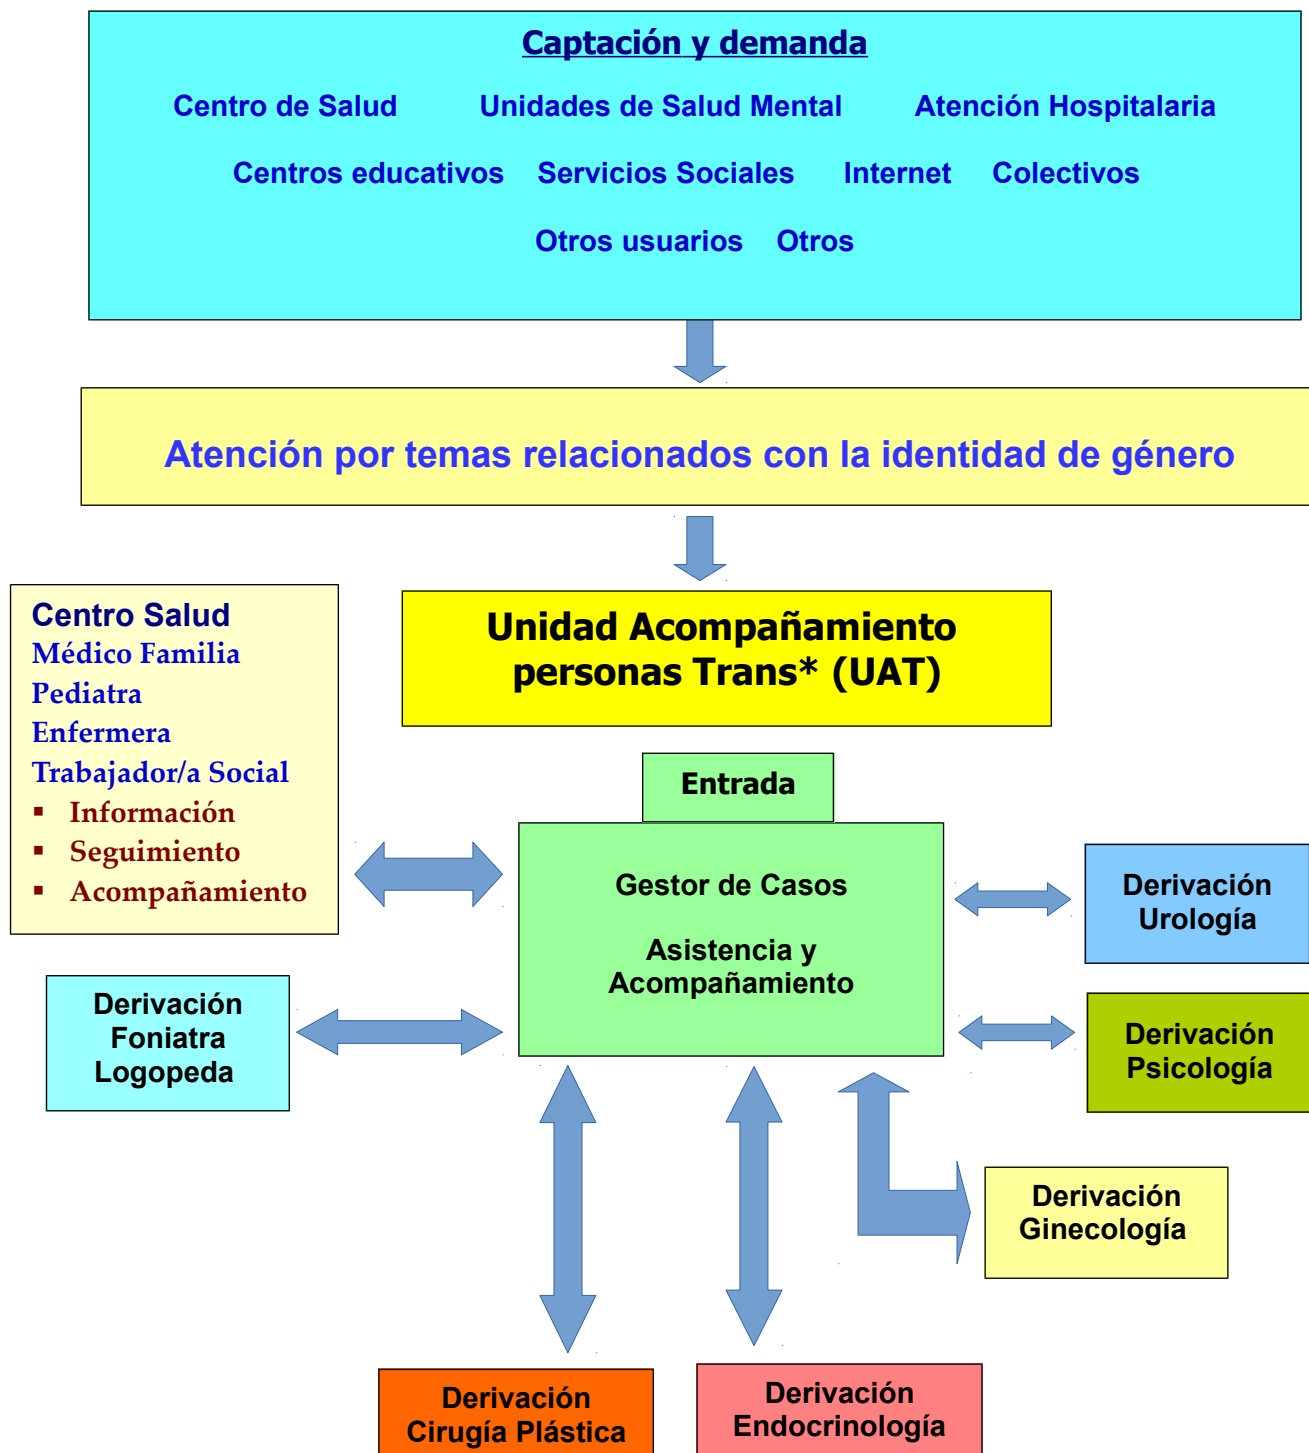 Captación y demanda
Centro de Salud Unidades de Salud Mental Atención Hospitalaria
Centros educativos Servicios Sociales Internet Colectivos
Otros usuarios Otros
Atención por temas relacionados con la identidad de género
Centro Salud
Médico Familia
Pediatra
Enfermera
Trabajador/a Social
▪ Información
▪ Seguimiento
▪ Acompañamiento
Unidad Acompañamiento
personas Trans* (UAT)
Entrada
Gestor de Casos
Asistencia y
Acompañamiento
Derivación
Urología
Derivación
Foniatra
Logopeda
Derivación
Psicología
Derivación
Ginecología
Derivación
Cirugía Plástica
Derivación
Endocrinología